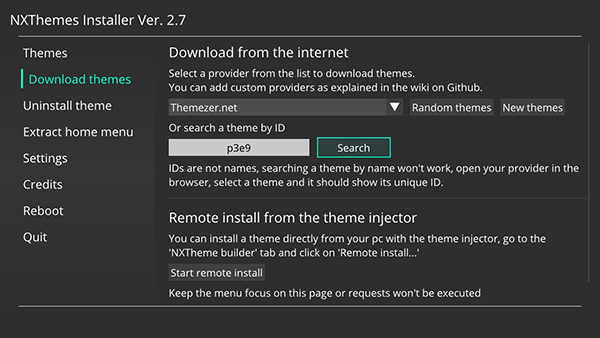 NXThemes Installer Ver. 2.7
Themes
Download themes
Uninstall theme
Extract home menu
Settings
Credits
Reboot
Quit
Download from the internet
Select a provider from the list to download themes.
You can add custom providers as explained in the wiki on Github.
Themezer.net
Random themes
New themes
Or search a theme by ID
p3e9
Search
IDs are not names, searching a theme by name won't work, open your provider in the
browser, select a theme and it should show its unique ID.
Remote install from the theme injector
You can install a theme directly from your pc with the theme injector, go to the
'NXTheme builder' tab and click on 'Remote install...'
Start remote install
Keep the menu focus on this page or requests won't be executed